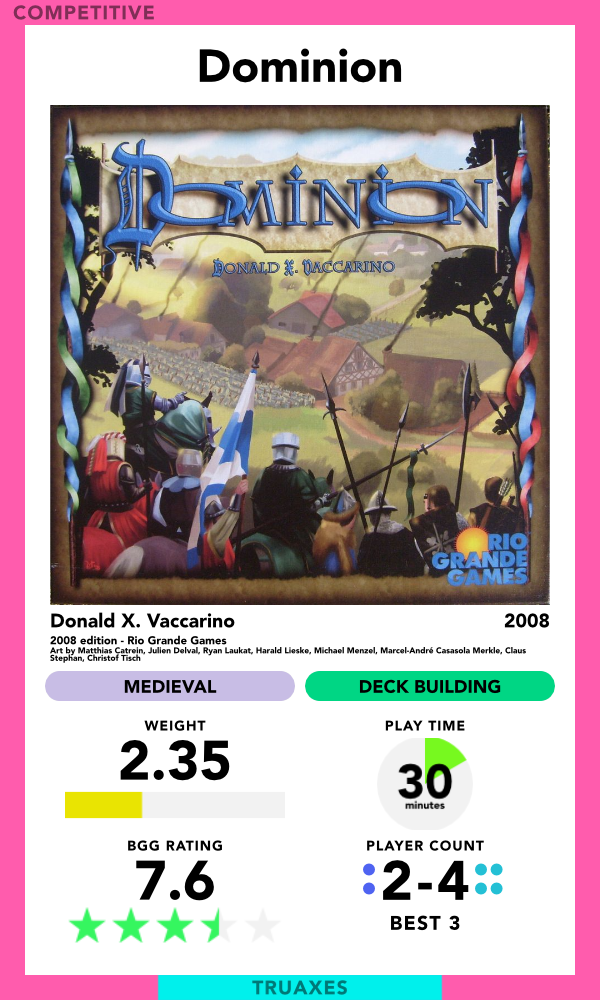 COMPETITIVE
Dominion
DOMINION
DONALD X. VACCARINO
RIO
GRANDE
GAMES
Donald X. Vaccarino 2008
2008 edition - Rio Grande Games
Art by Matthias Catrein, Julien Delval, Ryan Laukat, Harald Lieske, Michael Menzel, Marcel-André Casasola Merkle, Claus
Stephan, Christof Tisch
MEDIEVAL DECK BUILDING
WEIGHT
2.35
PLAY TIME
30
minutes
BGG RATING
7.6
PLAYER COUNT
2-4
BEST 3
TRUAXES